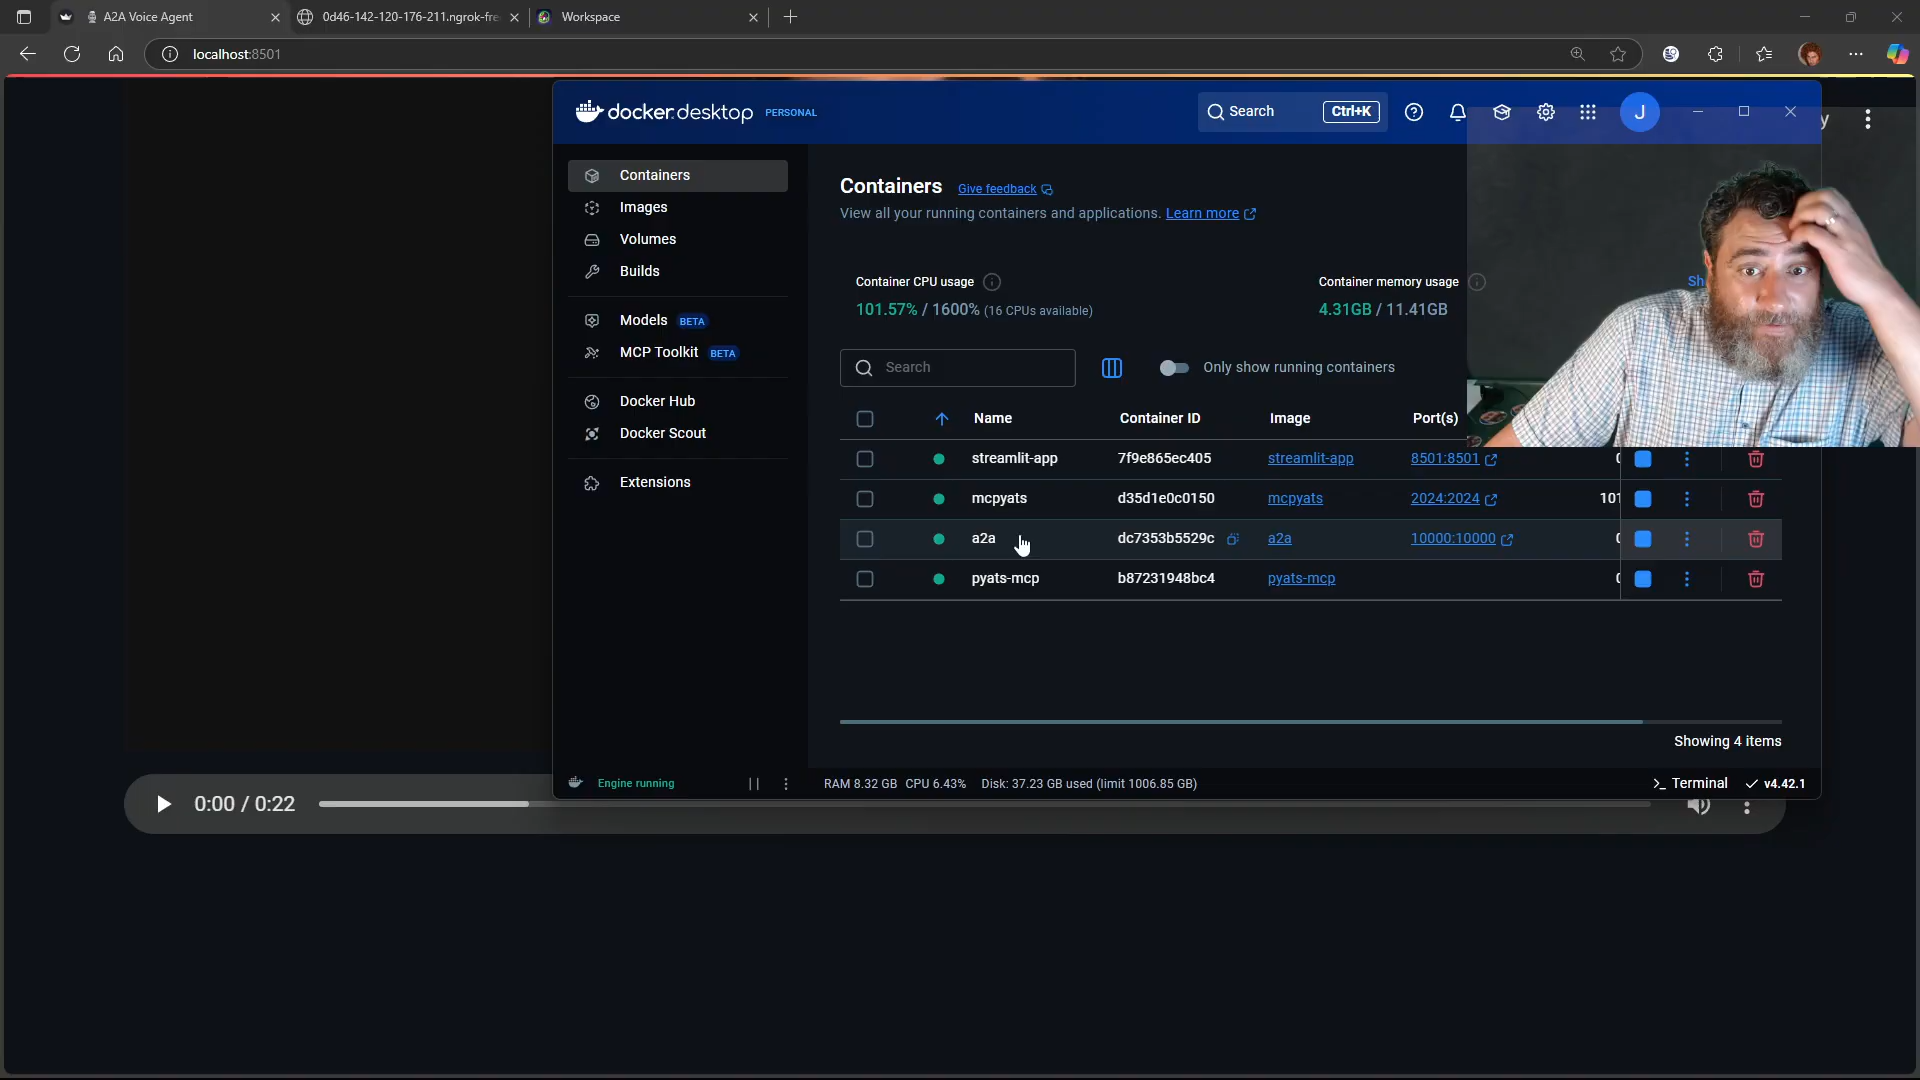 A2A Voice Agent
0d46-142-120-176-211.ngrok-fre
Workspace
localhost:8501
docker.desktop PERSONAL
Search Ctrl+K
J
y
Containers
Images
Volumes
Builds
Models BETA
MCP Toolkit BETA
Docker Hub
Docker Scout
Extensions
Containers Give feedback
View all your running containers and applications. Learn more
Container CPU usage
101.57% / 1600% (16 CPUs available)
Container memory usage
4.31GB / 11.41GB
Sh
Search
Only show running containers
Name Container ID Image Port(s)
streamlit-app 7f9e865ec405 streamlit-app 8501:8501
mcpyats d35d1e0c0150 mcpyats 2024:2024 101
a2a dc7353b5529c a2a 10000:10000
pyats-mcp b87231948bc4 pyats-mcp
Showing 4 items
Engine running
RAM 8.32 GB CPU 6.43% Disk: 37.23 GB used (limit 1006.85 GB)
>_ Terminal v4.42.1
0:00 / 0:22